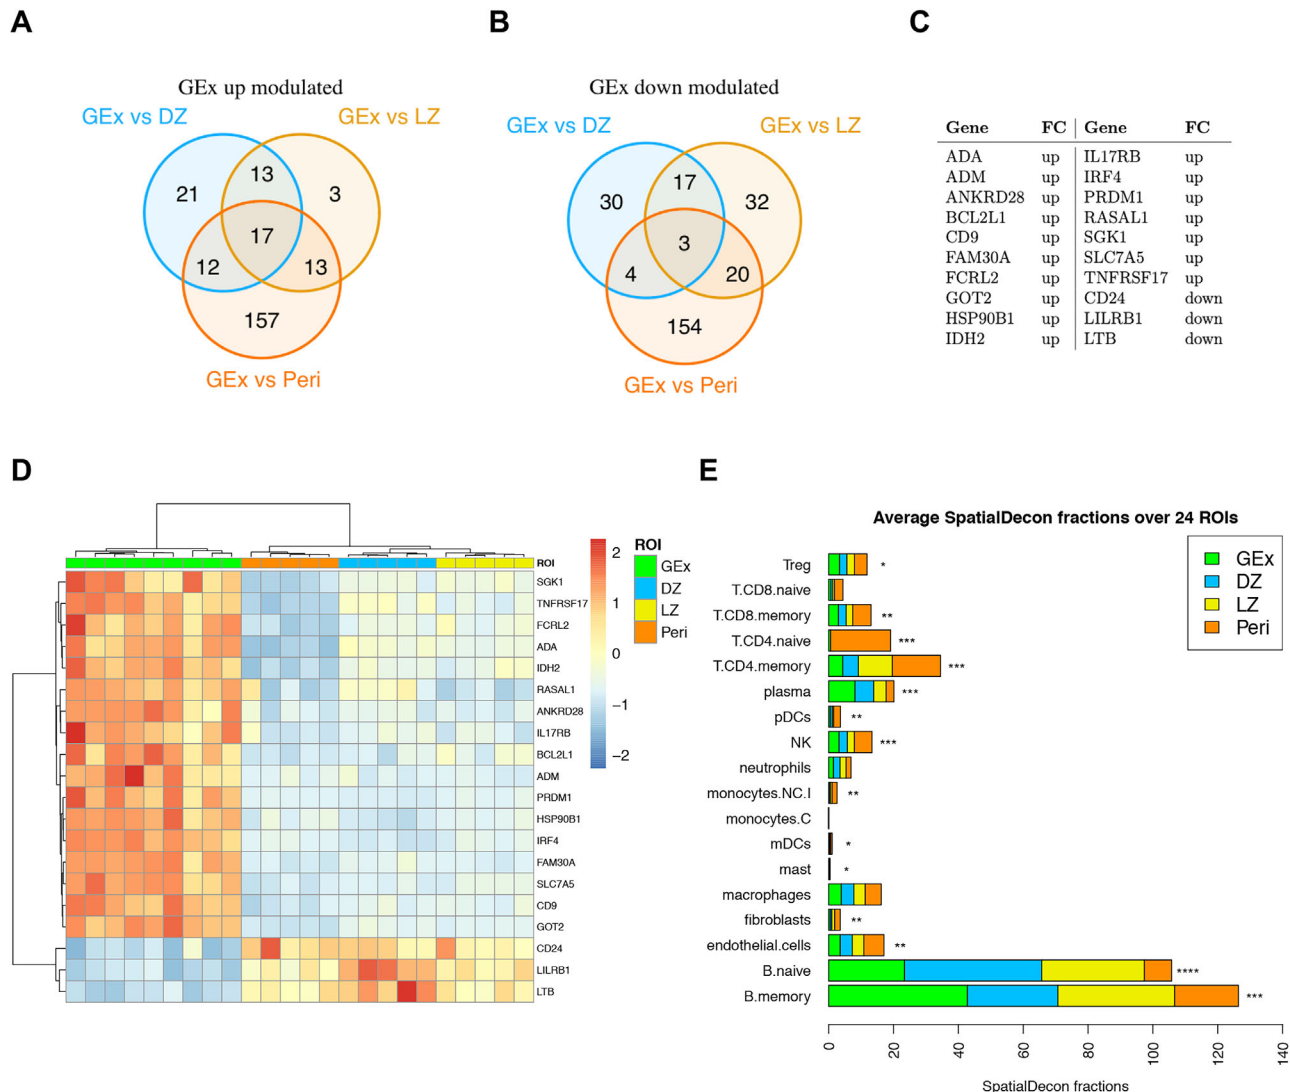 A
B
C
GEx up modulated
GEx vs DZ
GEx vs LZ
21
13
3
17
12
13
157
GEx vs Peri
GEx down modulated
GEx vs DZ
GEx vs LZ
30
17
32
3
4
20
154
GEx vs Peri
Gene FC Gene FC
ADA up IL17RB up
ADM up IRF4 up
ANKRD28 up PRDM1 up
BCL2L1 up RASAL1 up
CD9 up SGK1 up
FAM30A up SLC7A5 up
FCRL2 up TNFRSF17 up
GOT2 up CD24 down
HSP90B1 up LILRB1 down
IDH2 up LTB down
D
ROI
SGK1
TNFRSF17
FCRL2
ADA
IDH2
RASAL1
ANKRD28
IL17RB
BCL2L1
ADM
PRDM1
HSP90B1
IRF4
FAM30A
SLC7A5
CD9
GOT2
CD24
LILRB1
LTB
2
1
0
−1
−2
ROI
GEx
DZ
LZ
Peri
E
Average SpatialDecon fractions over 24 ROIs
GEx
DZ
LZ
Peri
Treg *
T.CD8.naive
T.CD8.memory **
T.CD4.naive ***
T.CD4.memory ***
plasma ***
pDCs **
NK ***
neutrophils
monocytes.NC.I **
monocytes.C
mDCs *
mast *
macrophages
fibroblasts **
endothelial.cells **
B.naive ****
B.memory ***
0 20 40 60 80 100 120 140
SpatialDecon fractions